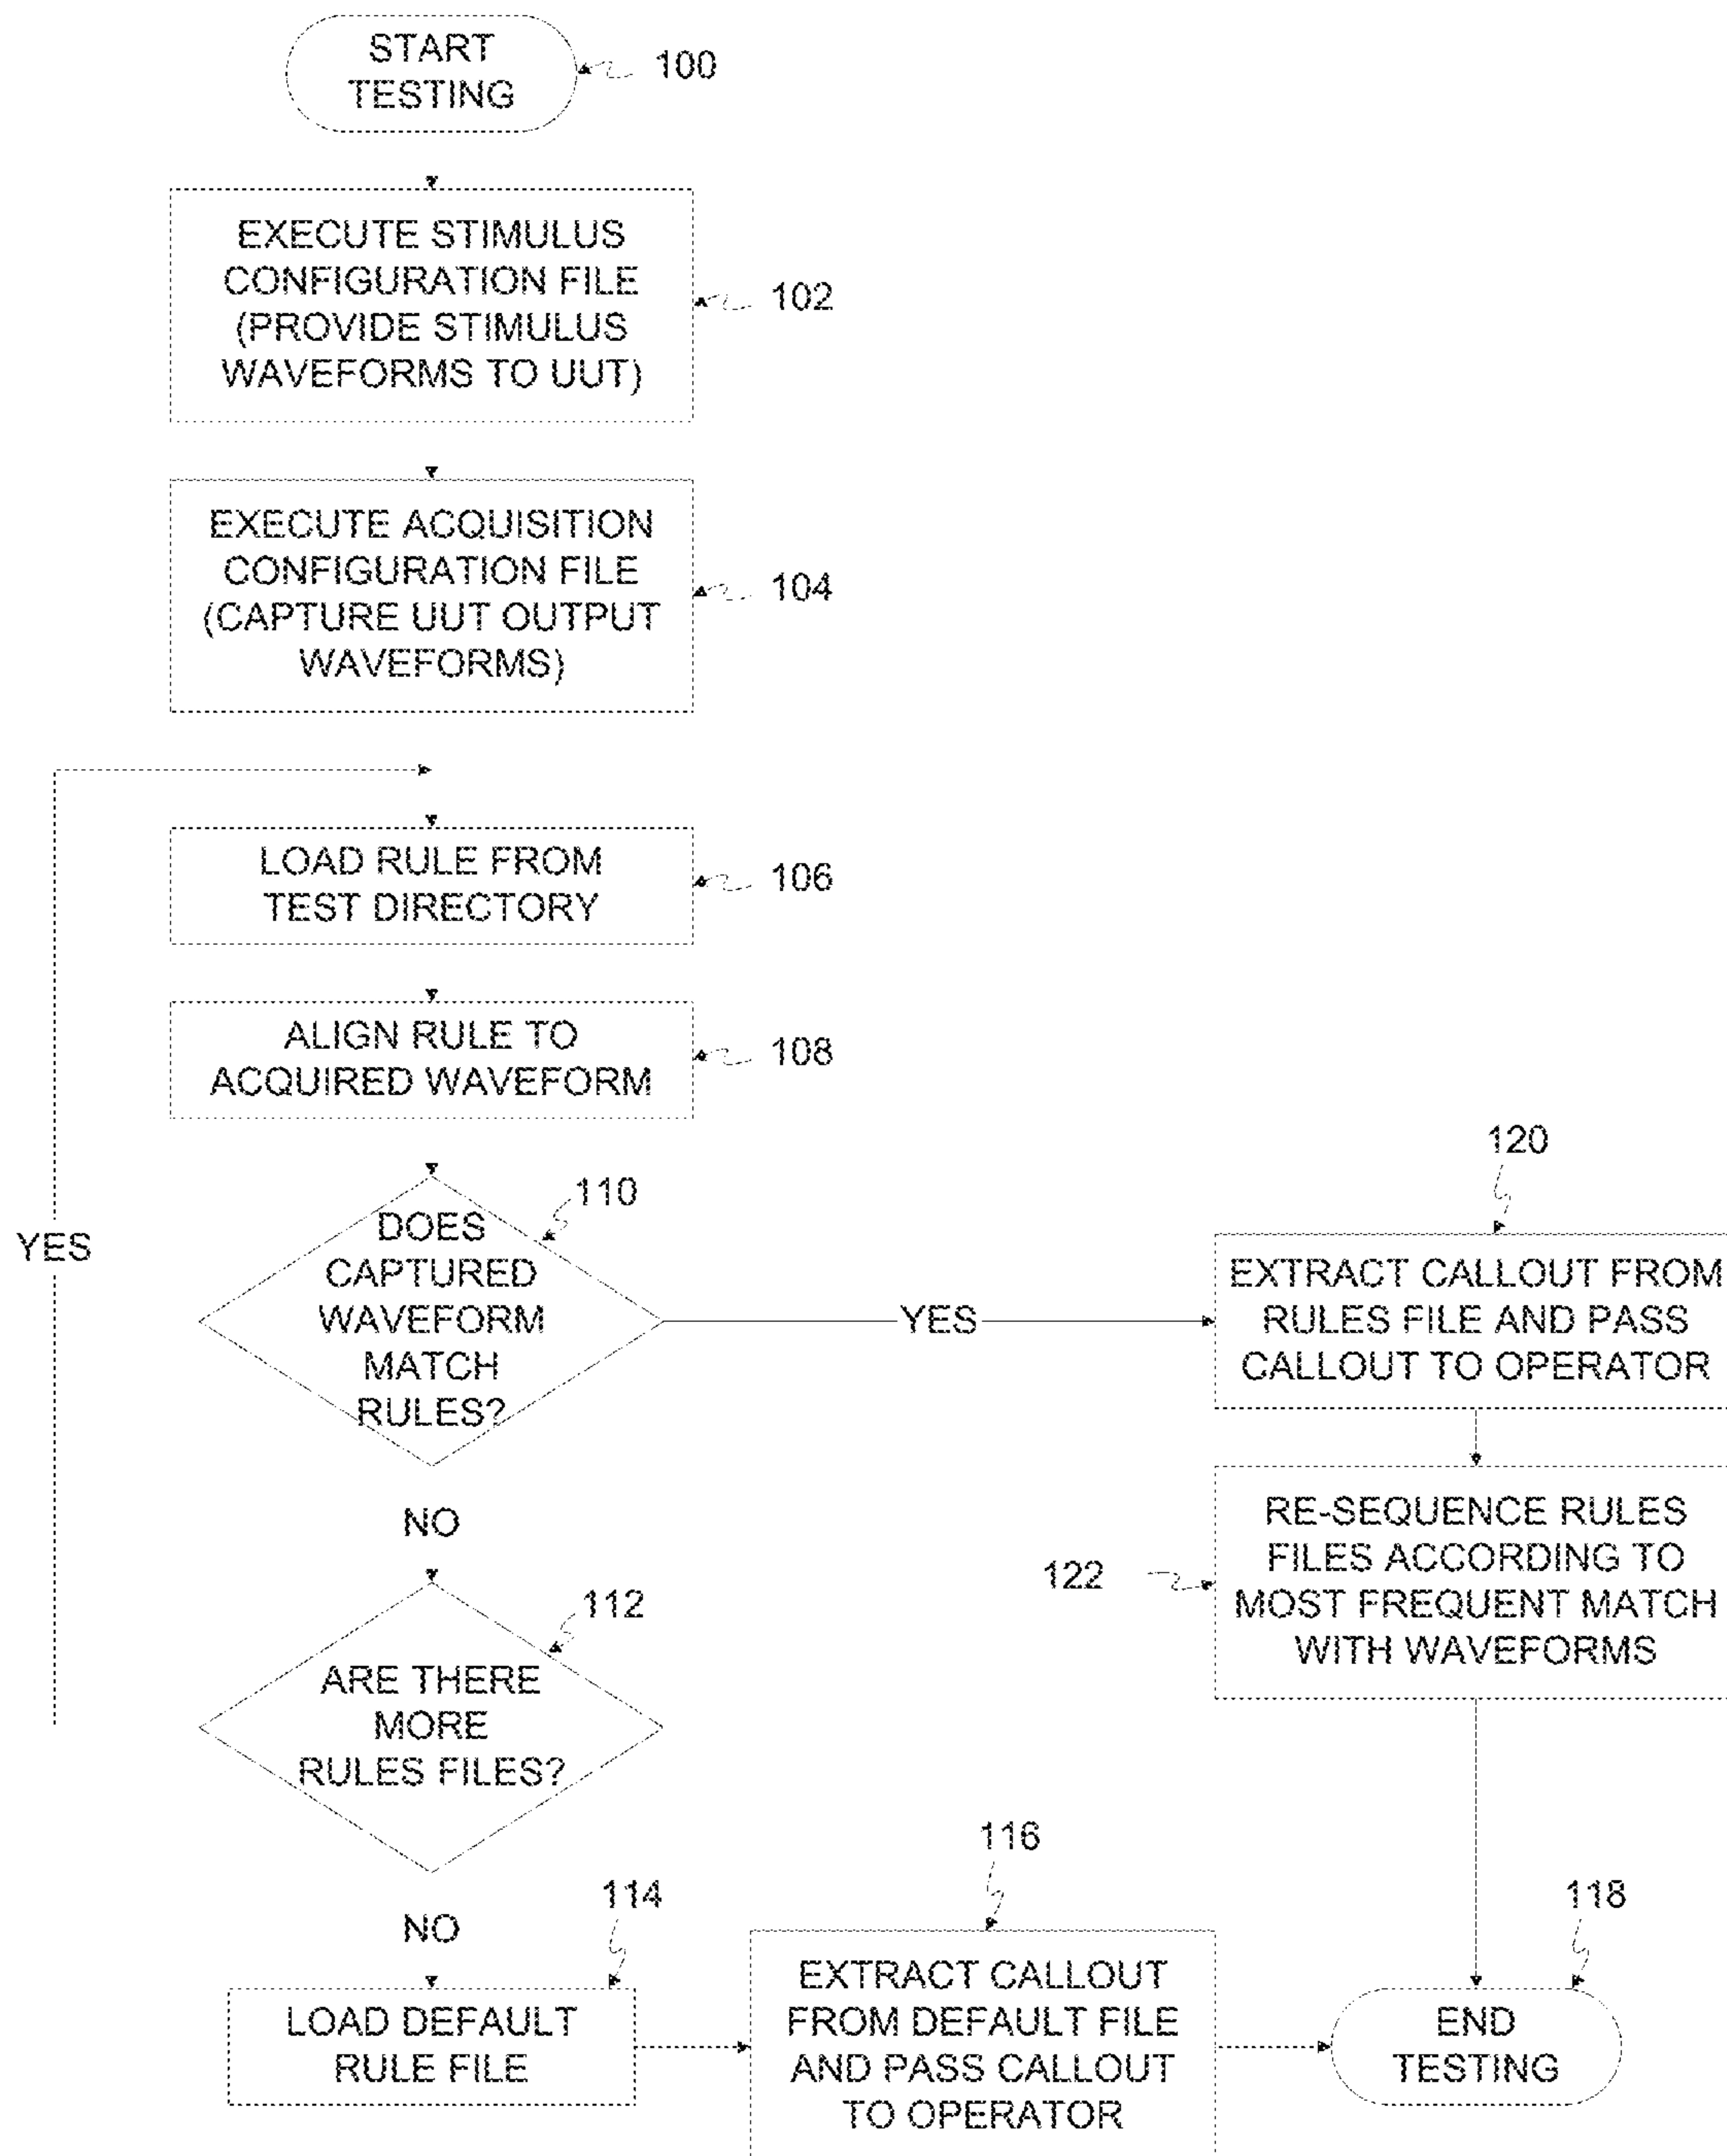 START
TESTING
100
EXECUTE STIMULUS
CONFIGURATION FILE
(PROVIDE STIMULUS
WAVEFORMS TO UUT)
102
EXECUTE ACQUISITION
CONFIGURATION FILE
(CAPTURE UUT OUTPUT
WAVEFORMS)
104
LOAD RULE FROM
TEST DIRECTORY
106
ALIGN RULE TO
ACQUIRED WAVEFORM
108
DOES
CAPTURED
WAVEFORM
MATCH
RULES?
110
YES
YES
120
EXTRACT CALLOUT FROM
RULES FILE AND PASS
CALLOUT TO OPERATOR
NO
122
RE-SEQUENCE RULES
FILES ACCORDING TO
MOST FREQUENT MATCH
WITH WAVEFORMS
112
ARE THERE
MORE
RULES FILES?
NO
114
LOAD DEFAULT
RULE FILE
116
EXTRACT CALLOUT
FROM DEFAULT FILE
AND PASS CALLOUT
TO OPERATOR
118
END
TESTING